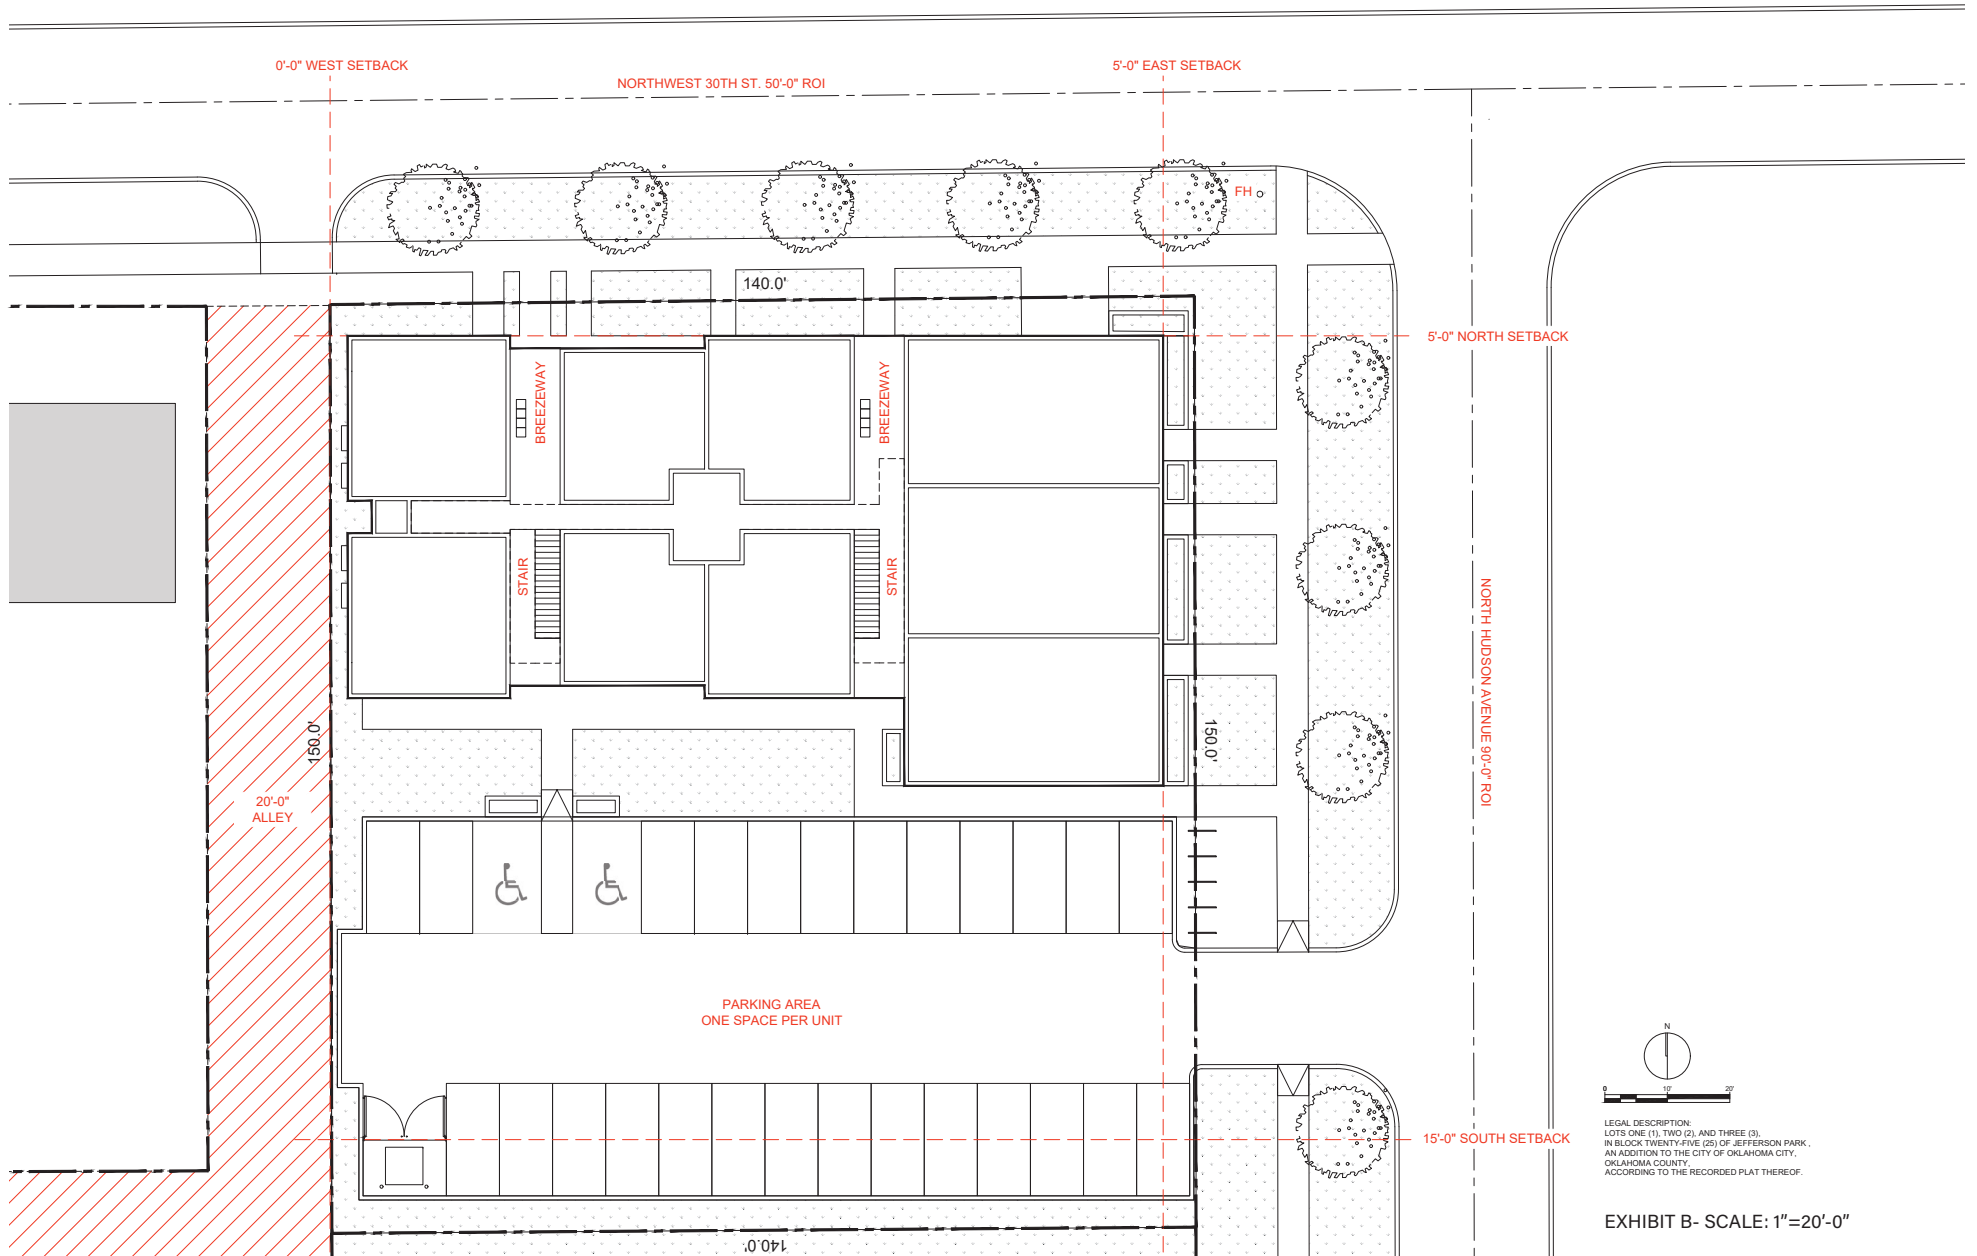 0'-0" WEST SETBACK
5'-0" EAST SETBACK
NORTHWEST 30TH ST. 50'-0" ROI
FH
140.0'
5'-0" NORTH SETBACK
BREEZEWAY
BREEZEWAY
STAIR
STAIR
NORTH HUDSON AVENUE 90'-0" ROI
150.0'
150.0'
20'-0"
ALLEY
PARKING AREA
ONE SPACE PER UNIT
N
0 10' 20'
15'-0" SOUTH SETBACK
LEGAL DESCRIPTION:
LOTS ONE (1), TWO (2), AND THREE (3),
IN BLOCK TWENTY-FIVE (25) OF JEFFERSON PARK ,
AN ADDITION TO THE CITY OF OKLAHOMA CITY,
OKLAHOMA COUNTY,
ACCORDING TO THE RECORDED PLAT THEREOF.
EXHIBIT B- SCALE: 1"=20'-0"
140.0'